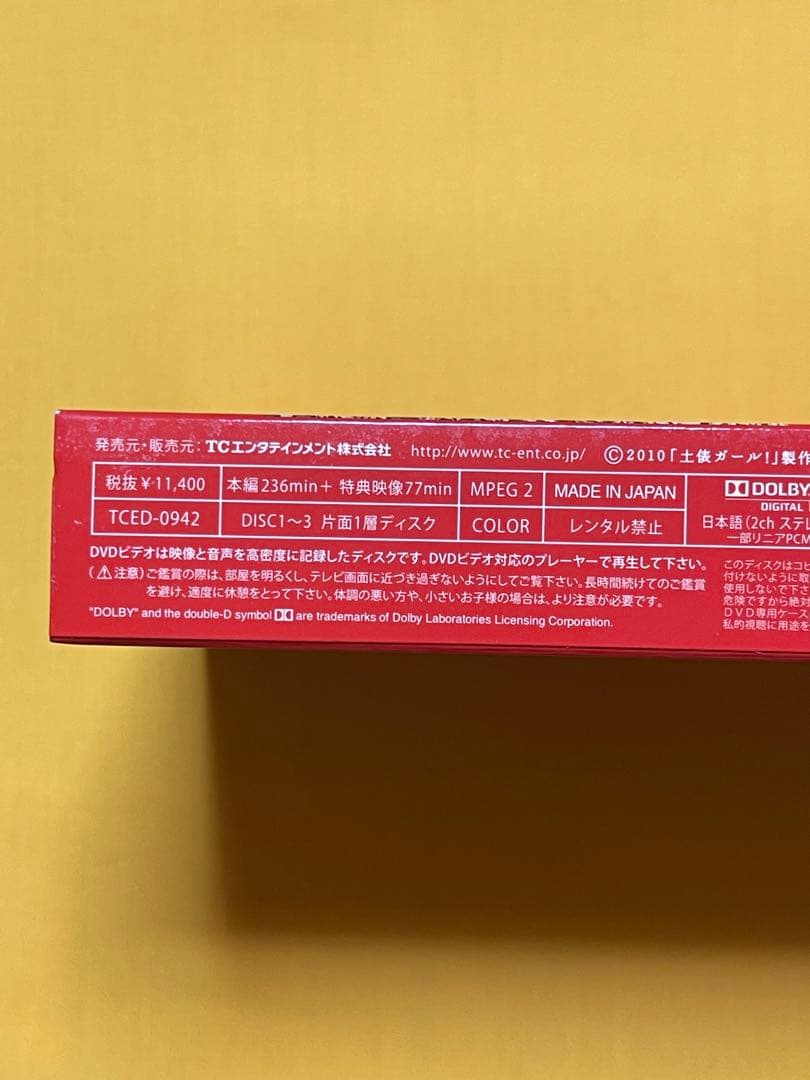 発売元・販売元：TCエンタテインメント株式会社 http://www.tc-ent.co.jp/ ©2010「土俵ガール!」製作
税抜¥11,400 本編236min＋特典映像77min MPEG 2 MADE IN JAPAN DOLBY
DIGITAL
TCED-0942 DISC1〜3 片面1層ディスク COLOR レンタル禁止 日本語(2ch ステレ
一部リニアPCM
DVDビデオは映像と音声を高密度に記録したディスクです。DVDビデオ対応のプレーヤーで再生して下さい。
(⚠注意)ご鑑賞の際は、部屋を明るくし、テレビ画面に近づき過ぎないようにしてご覧下さい。長時間続けてのご鑑賞
を避け、適度に休憩をとって下さい。体調の悪い方や、小さいお子様の場合は、より注意が必要です。
"DOLBY" and the double-D symbol are trademarks of Dolby Laboratories Licensing Corporation.
このディスクはコピ
付けないように取
使用しないで下さ
危険ですから絶対
DVD専用ケース
私的視聴に用途を